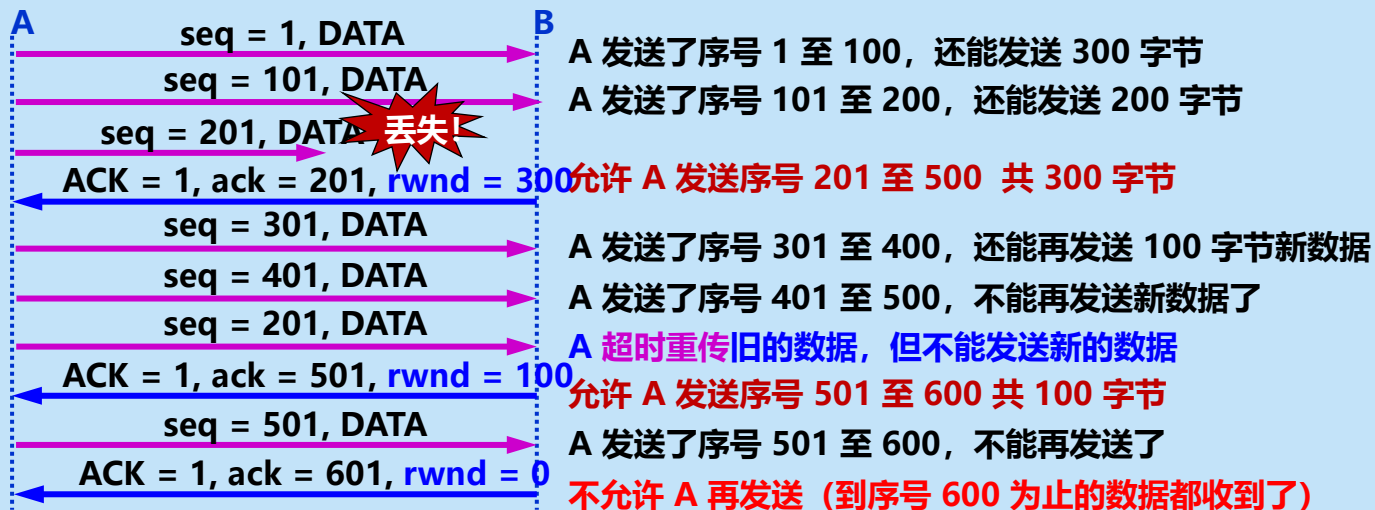 A B
seq = 1, DATA
A 发送了序号 1 至 100，还能发送 300 字节
seq = 101, DATA
A 发送了序号 101 至 200，还能发送 200 字节
seq = 201, DATA 丢失!
ACK = 1, ack = 201, rwnd = 300
允许 A 发送序号 201 至 500 共 300 字节
seq = 301, DATA
A 发送了序号 301 至 400，还能再发送 100 字节新数据
seq = 401, DATA
A 发送了序号 401 至 500，不能再发送新数据了
seq = 201, DATA
A 超时重传旧的数据，但不能发送新的数据
ACK = 1, ack = 501, rwnd = 100
允许 A 发送序号 501 至 600 共 100 字节
seq = 501, DATA
A 发送了序号 501 至 600，不能再发送了
ACK = 1, ack = 601, rwnd = 0
不允许 A 再发送（到序号 600 为止的数据都收到了）